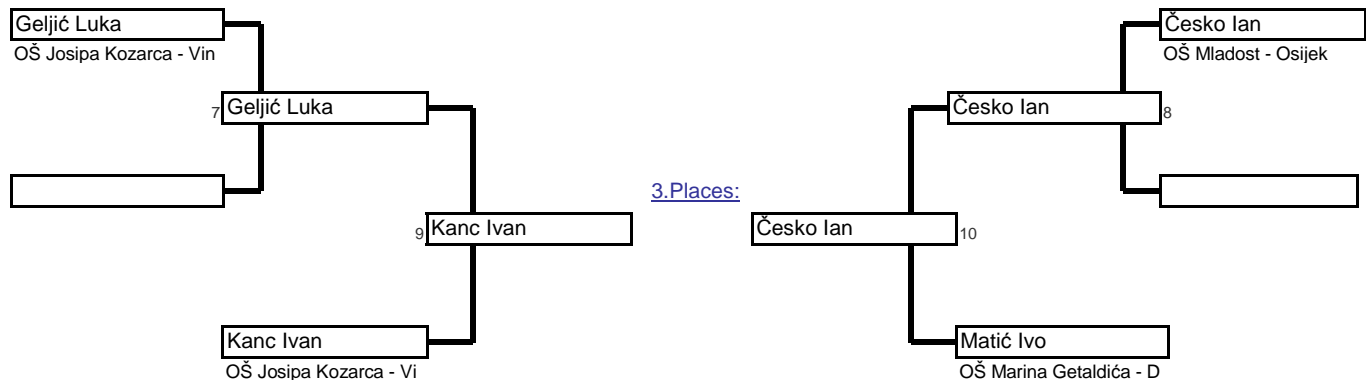 Geljić Luka
OŠ Josipa Kozarca - Vin
Česko Ian
OŠ Mladost - Osijek
7 Geljić Luka
Česko Ian 8
3.Places:
9 Kanc Ivan
Česko Ian 10
Kanc Ivan
OŠ Josipa Kozarca - Vi
Matić Ivo
OŠ Marina Getaldića - D